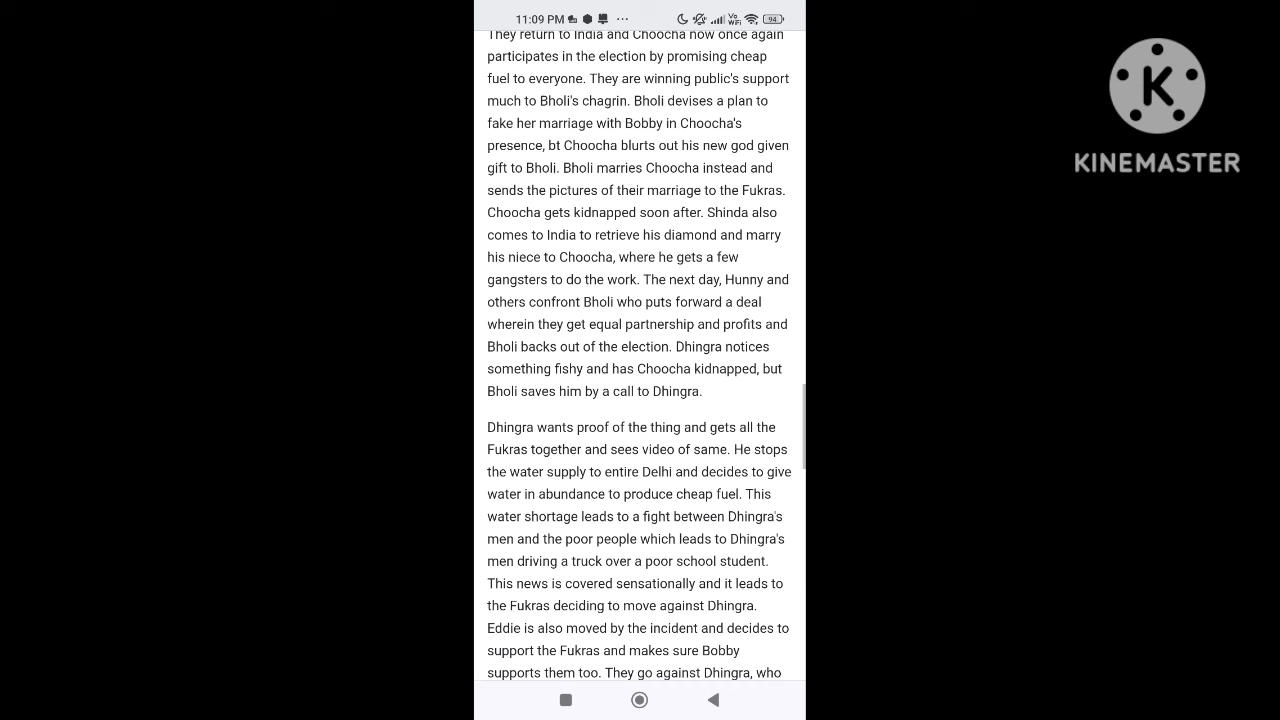 11:09 PM
Vo WiFi
94
They return to India and Choocha now once again
participates in the election by promising cheap
fuel to everyone. They are winning public's support
much to Bholi's chagrin. Bholi devises a plan to
fake her marriage with Bobby in Choocha's
presence, bt Choocha blurts out his new god given
gift to Bholi. Bholi marries Choocha instead and
sends the pictures of their marriage to the Fukras.
Choocha gets kidnapped soon after. Shinda also
comes to India to retrieve his diamond and marry
his niece to Choocha, where he gets a few
gangsters to do the work. The next day, Hunny and
others confront Bholi who puts forward a deal
wherein they get equal partnership and profits and
Bholi backs out of the election. Dhingra notices
something fishy and has Choocha kidnapped, but
Bholi saves him by a call to Dhingra.
Dhingra wants proof of the thing and gets all the
Fukras together and sees video of same. He stops
the water supply to entire Delhi and decides to give
water in abundance to produce cheap fuel. This
water shortage leads to a fight between Dhingra's
men and the poor people which leads to Dhingra's
men driving a truck over a poor school student.
This news is covered sensationally and it leads to
the Fukras deciding to move against Dhingra.
Eddie is also moved by the incident and decides to
support the Fukras and makes sure Bobby
supports them too. They go against Dhingra, who
K
KINEMASTER